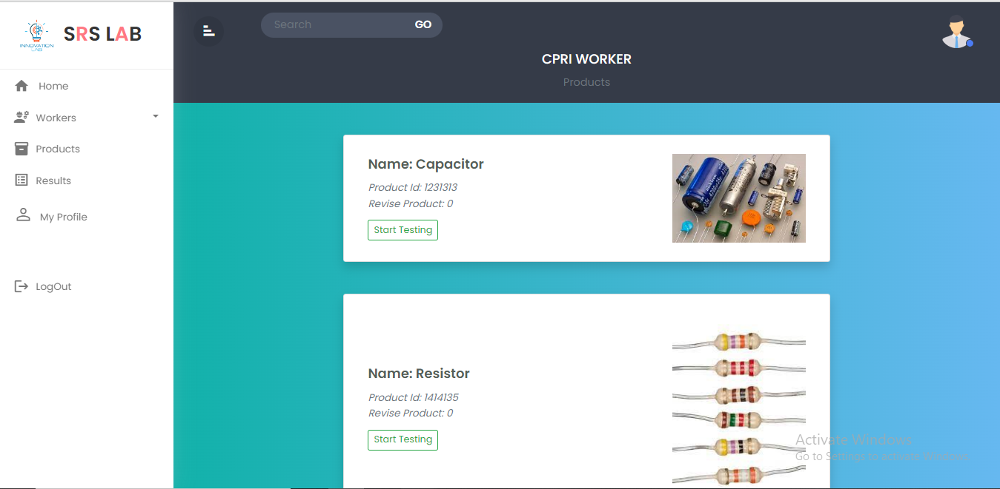 INNOVATION
LAB
SRS LAB
Home
Workers
Products
Results
My Profile
LogOut
Search
GO
CPRI WORKER
Products
Name: Capacitor
Product Id: 1231313
Revise Product: 0
Start Testing
Name: Resistor
Product Id: 1414135
Revise Product: 0
Start Testing
Activate Windows
Go to Settings to activate Windows.